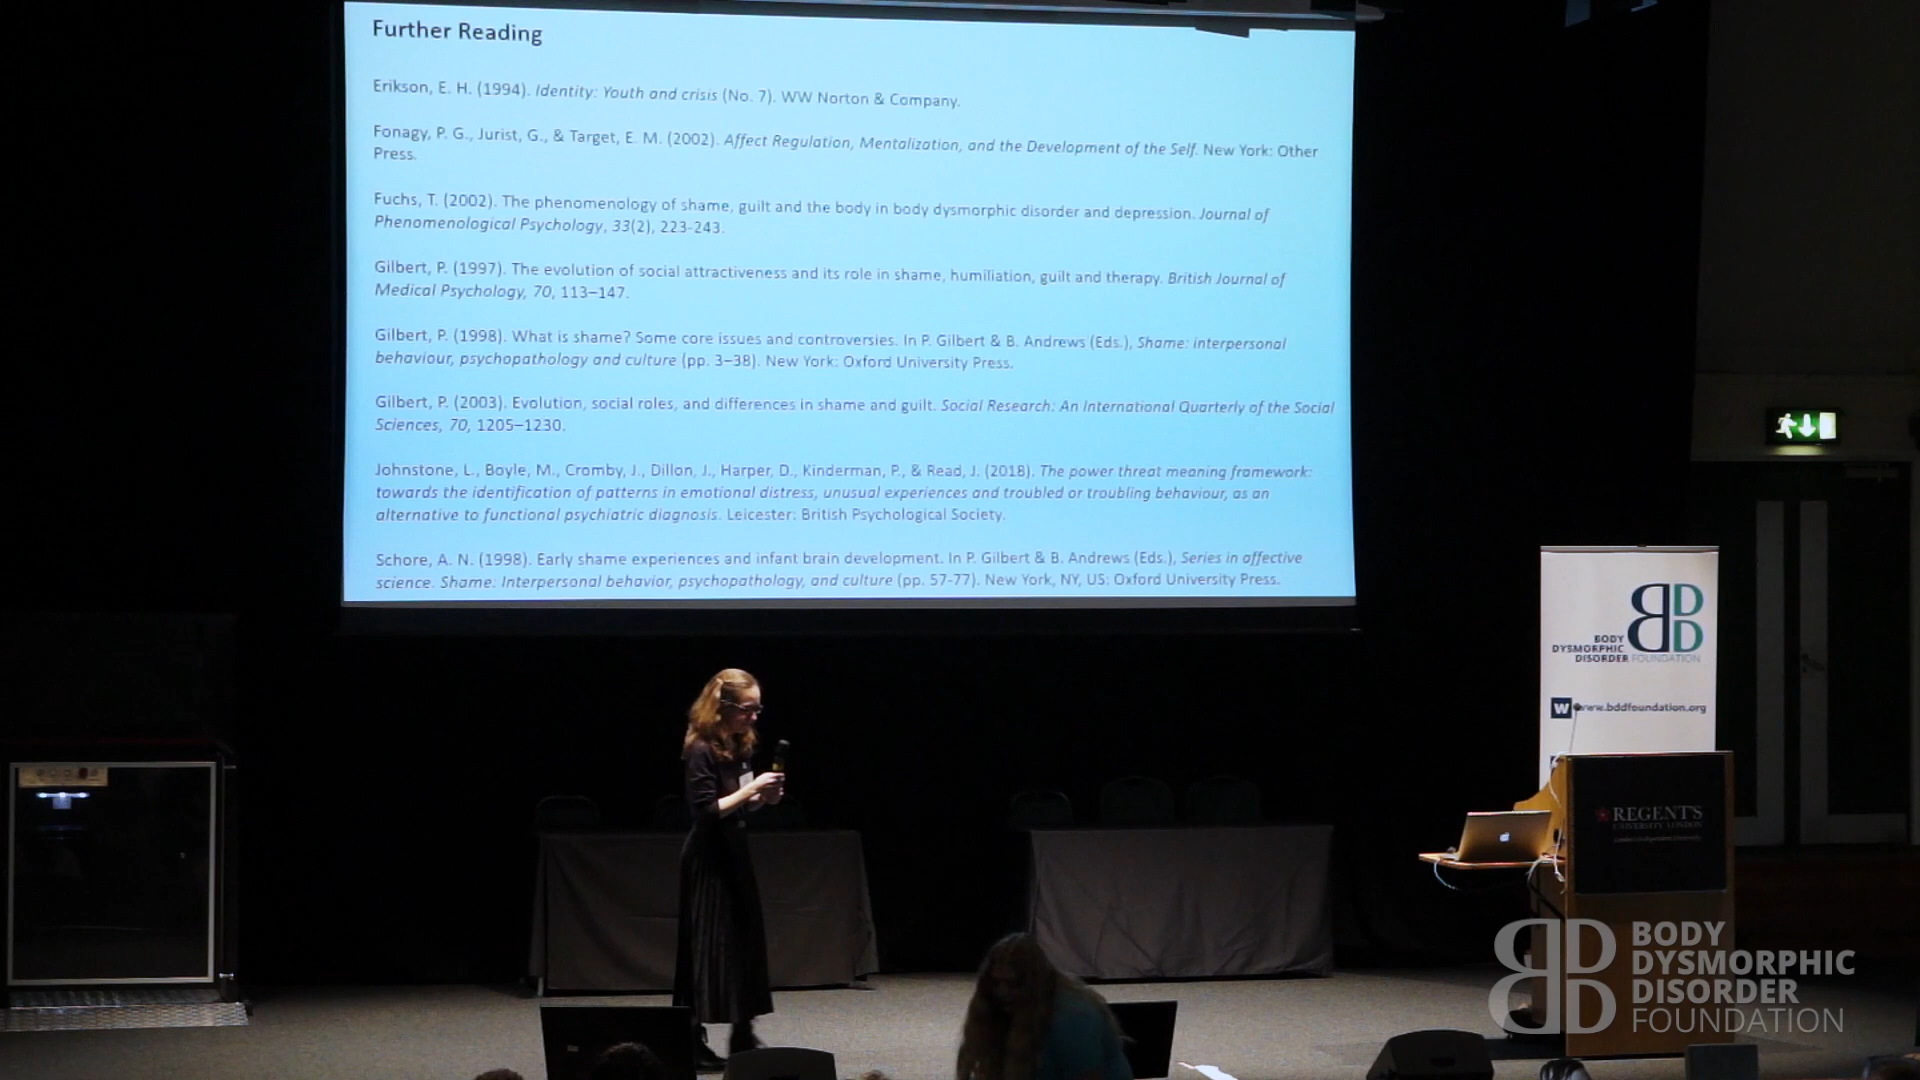 Further Reading
Erikson, E. H. (1994). Identity: Youth and crisis (No. 7). WW Norton & Company.
Fonagy, P. G., Jurist, G., & Target, E. M. (2002). Affect Regulation, Mentalization, and the Development of the Self. New York: Other
Press.
Fuchs, T. (2002). The phenomenology of shame, guilt and the body in body dysmorphic disorder and depression. Journal of
Phenomenological Psychology, 33(2), 223-243.
Gilbert, P. (1997). The evolution of social attractiveness and its role in shame, humiliation, guilt and therapy. British Journal of
Medical Psychology, 70, 113–147.
Gilbert, P. (1998). What is shame? Some core issues and controversies. In P. Gilbert & B. Andrews (Eds.), Shame: interpersonal
behaviour, psychopathology and culture (pp. 3–38). New York: Oxford University Press.
Gilbert, P. (2003). Evolution, social roles, and differences in shame and guilt. Social Research: An International Quarterly of the Social
Sciences, 70, 1205–1230.
Johnstone, L., Boyle, M., Cromby, J., Dillon, J., Harper, D., Kinderman, P., & Read, J. (2018). The power threat meaning framework:
towards the identification of patterns in emotional distress, unusual experiences and troubled or troubling behaviour, as an
alternative to functional psychiatric diagnosis. Leicester: British Psychological Society.
Schore, A. N. (1998). Early shame experiences and infant brain development. In P. Gilbert & B. Andrews (Eds.), Series in affective
science. Shame: Interpersonal behavior, psychopathology, and culture (pp. 57-77). New York, NY, US: Oxford University Press.
BODY
DYSMORPHIC
DISORDER FOUNDATION
W www.bddfoundation.org
REGENT'S
UNIVERSITY LONDON
BODY
DYSMORPHIC
DISORDER
FOUNDATION